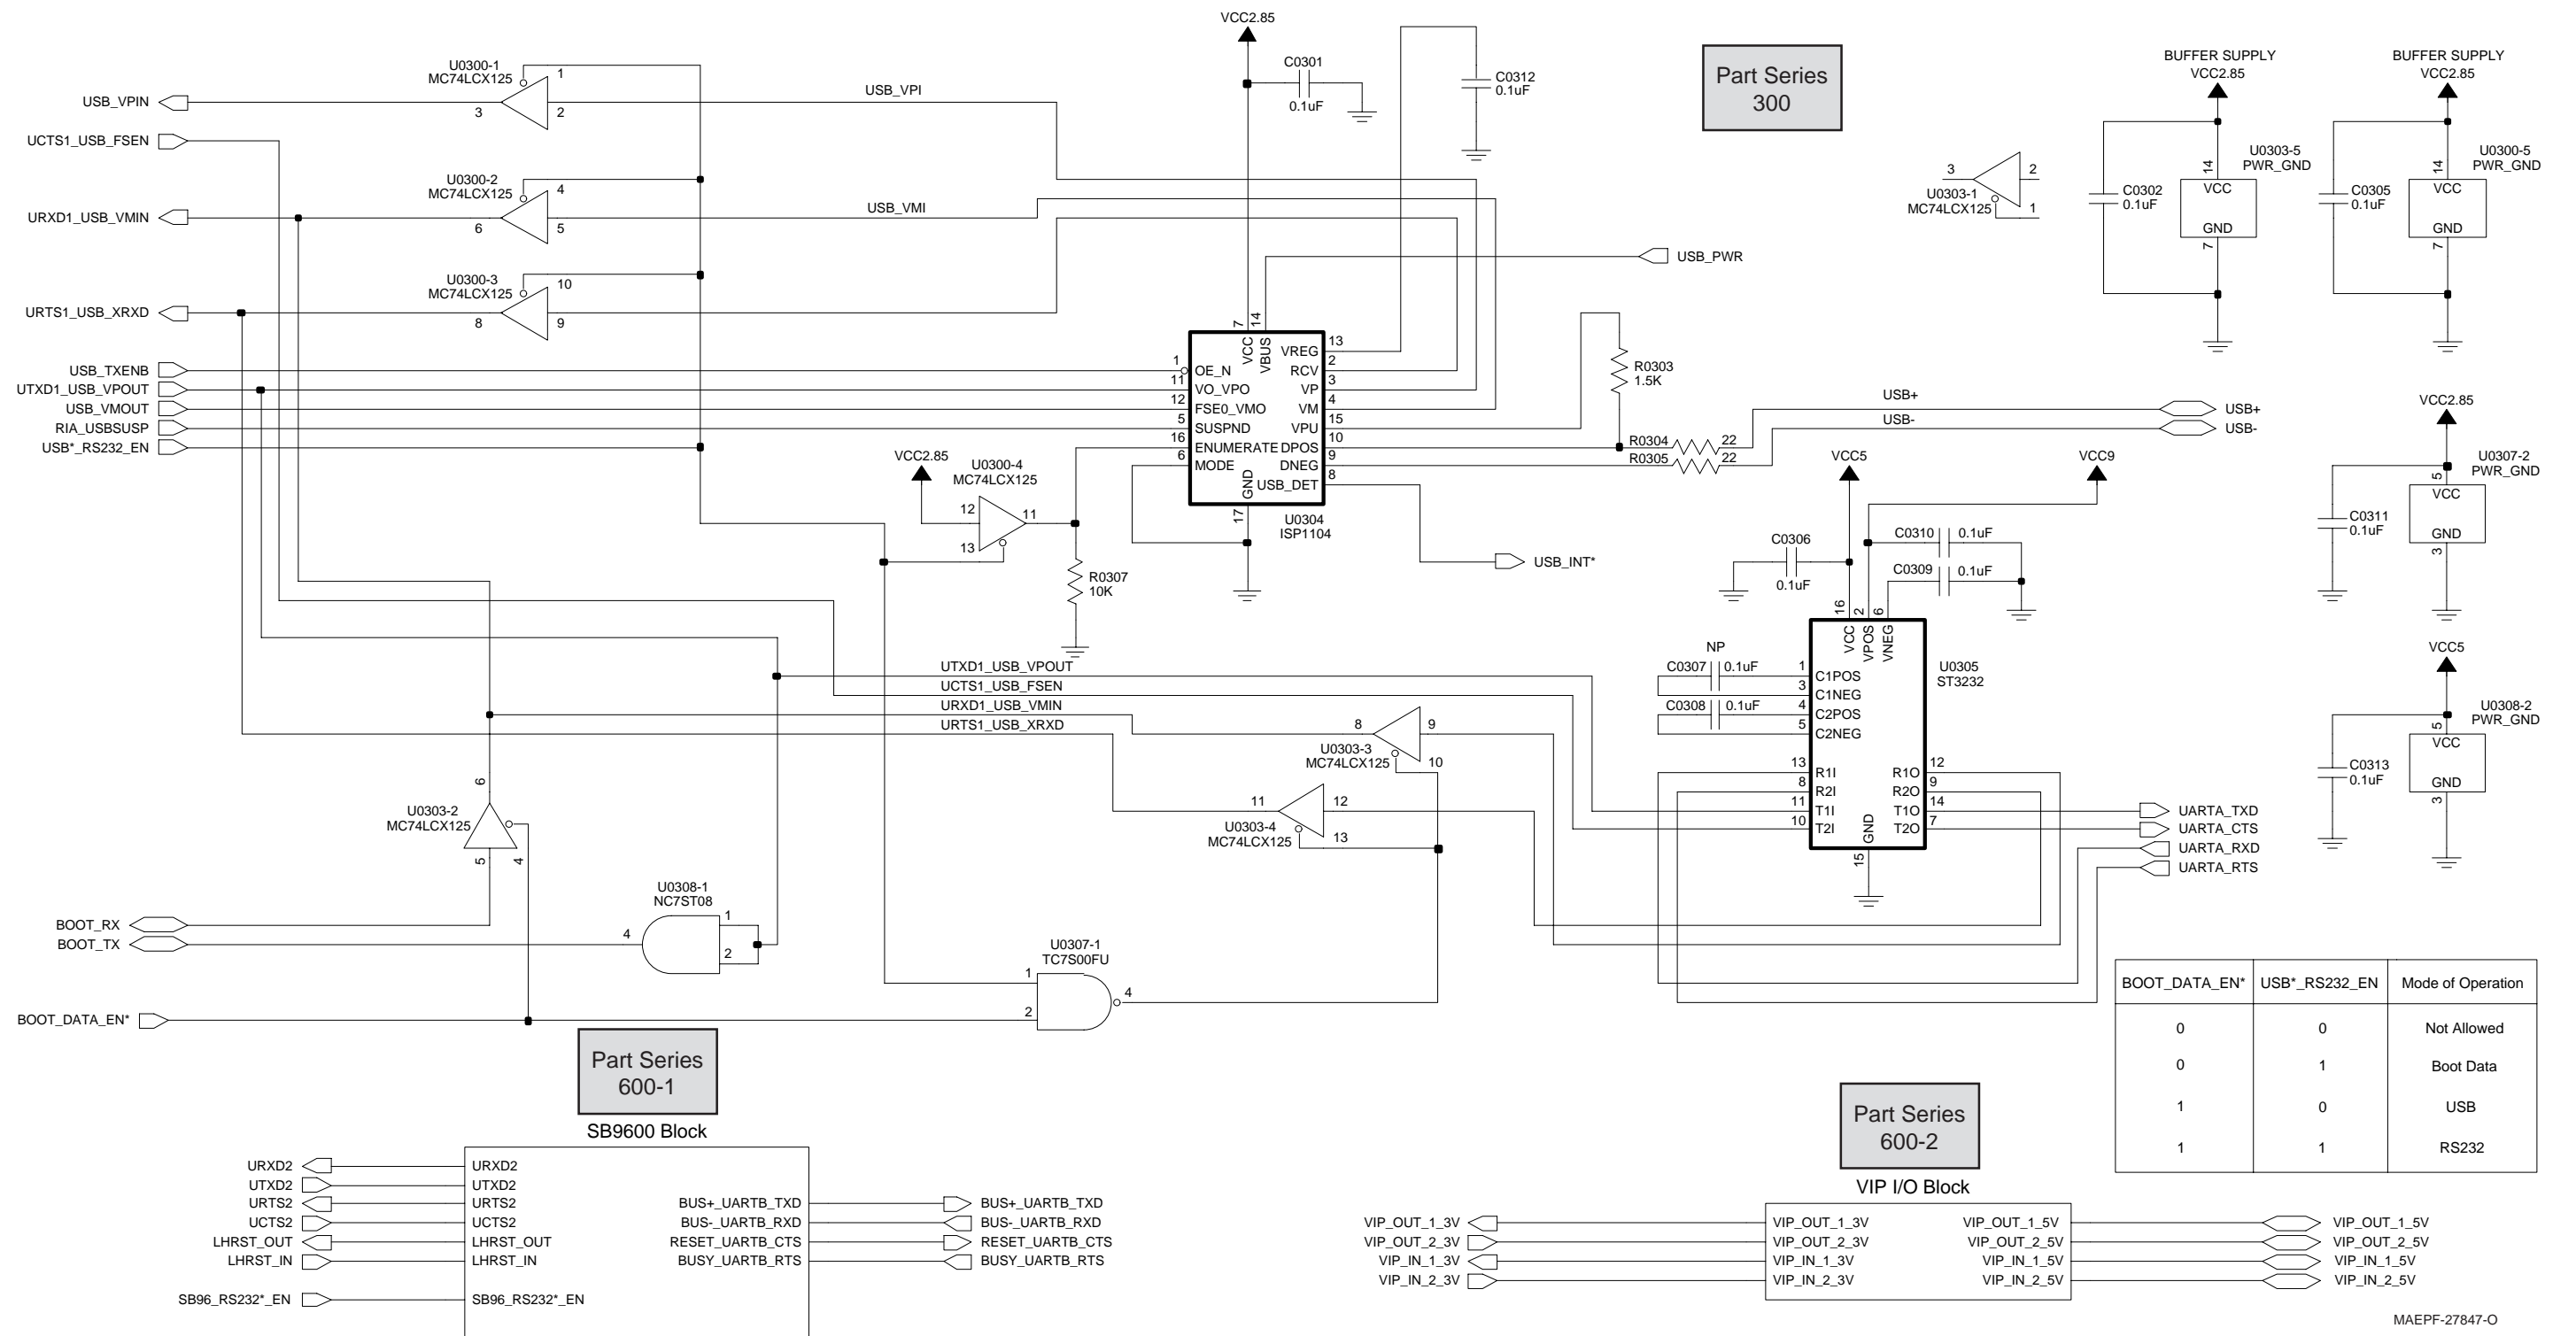 VCC2.85
U0300-1
MC74LCX125
1
3
2
USB_VPIN
USB_VPI
UCTS1_USB_FSEN
C0301
0.1uF
C0312
0.1uF
Part Series
300
U0300-2
MC74LCX125
4
6
5
URXD1_USB_VMIN
USB_VMI
U0300-3
MC74LCX125
10
8
9
URTS1_USB_XRXD
USB_PWR
3
2
U0303-1
MC74LCX125
1
BUFFER SUPPLY
VCC2.85
C0302
0.1uF
14
VCC
GND
7
U0303-5
PWR_GND
BUFFER SUPPLY
VCC2.85
C0305
0.1uF
14
VCC
GND
7
U0300-5
PWR_GND
USB_TXENB
UTXD1_USB_VPOUT
USB_VMOUT
RIA_USBSUSP
USB*_RS232_EN
7
14
VCC
VBUS
1
OE_N
11
VO_VPO
12
FSE0_VMO
5
SUSPND
16
ENUMERATE
6
MODE
GND
17
VREG
13
RCV
2
VP
3
VM
4
VPU
15
DPOS
10
DNEG
9
USB_DET
8
U0304
ISP1104
R0303
1.5K
R0304
22
R0305
22
USB+
USB-
USB+
USB-
USB_INT*
VCC2.85
U0300-4
MC74LCX125
12
11
13
R0307
10K
VCC5
VCC9
C0306
0.1uF
C0310
0.1uF
C0309
0.1uF
16
2
6
VCC
VPOS
VNEG
U0305
ST3232
NP
C0307
0.1uF
C0308
0.1uF
1
C1POS
3
C1NEG
4
C2POS
5
C2NEG
13
R1I
8
R2I
11
T1I
10
T2I
R1O
12
R2O
9
T1O
14
T2O
7
GND
15
UARTA_TXD
UARTA_CTS
UARTA_RXD
UARTA_RTS
VCC2.85
U0307-2
PWR_GND
5
VCC
GND
3
C0311
0.1uF
VCC5
U0308-2
PWR_GND
5
VCC
GND
3
C0313
0.1uF
UTXD1_USB_VPOUT
UCTS1_USB_FSEN
URXD1_USB_VMIN
URTS1_USB_XRXD
8
9
U0303-3
MC74LCX125
10
11
12
U0303-4
MC74LCX125
13
6
U0303-2
MC74LCX125
5
4
U0308-1
NC7ST08
4
1
2
BOOT_RX
BOOT_TX
U0307-1
TC7S00FU
1
2
4
BOOT_DATA_EN*
BOOT_DATA_EN* USB*_RS232_EN Mode of Operation
0 0 Not Allowed
0 1 Boot Data
1 0 USB
1 1 RS232
Part Series
600-1
SB9600 Block
URXD2
UTXD2
URTS2
UCTS2
LHRST_OUT
LHRST_IN
SB96_RS232*_EN
URXD2
UTXD2
URTS2
UCTS2
LHRST_OUT
LHRST_IN
SB96_RS232*_EN
BUS+_UARTB_TXD
BUS-_UARTB_RXD
RESET_UARTB_CTS
BUSY_UARTB_RTS
BUS+_UARTB_TXD
BUS-_UARTB_RXD
RESET_UARTB_CTS
BUSY_UARTB_RTS
Part Series
600-2
VIP I/O Block
VIP_OUT_1_3V
VIP_OUT_2_3V
VIP_IN_1_3V
VIP_IN_2_3V
VIP_OUT_1_3V
VIP_OUT_2_3V
VIP_IN_1_3V
VIP_IN_2_3V
VIP_OUT_1_5V
VIP_OUT_2_5V
VIP_IN_1_5V
VIP_IN_2_5V
VIP_OUT_1_5V
VIP_OUT_2_5V
VIP_IN_1_5V
VIP_IN_2_5V
MAEPF-27847-O